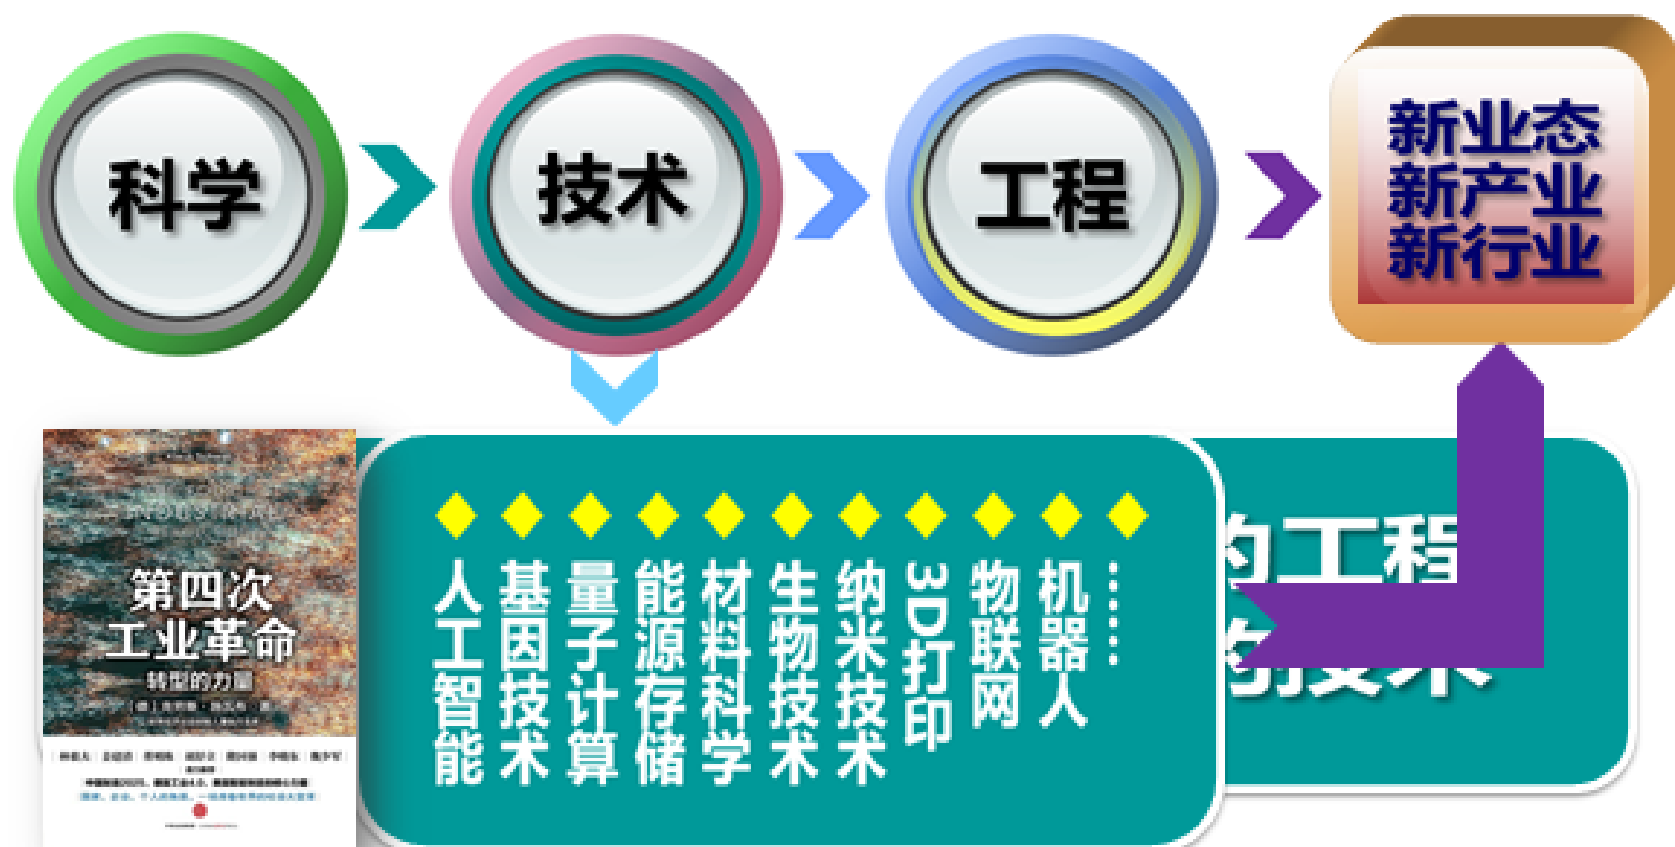 科学
技术
工程
新业态
新产业
新行业
人工智能
基因技术
量子计算
能源存储
材料科学
生物技术
纳米技术
3D打印
物联网
机器人
……
的工程
技术
第四次
工业革命
转型的力量